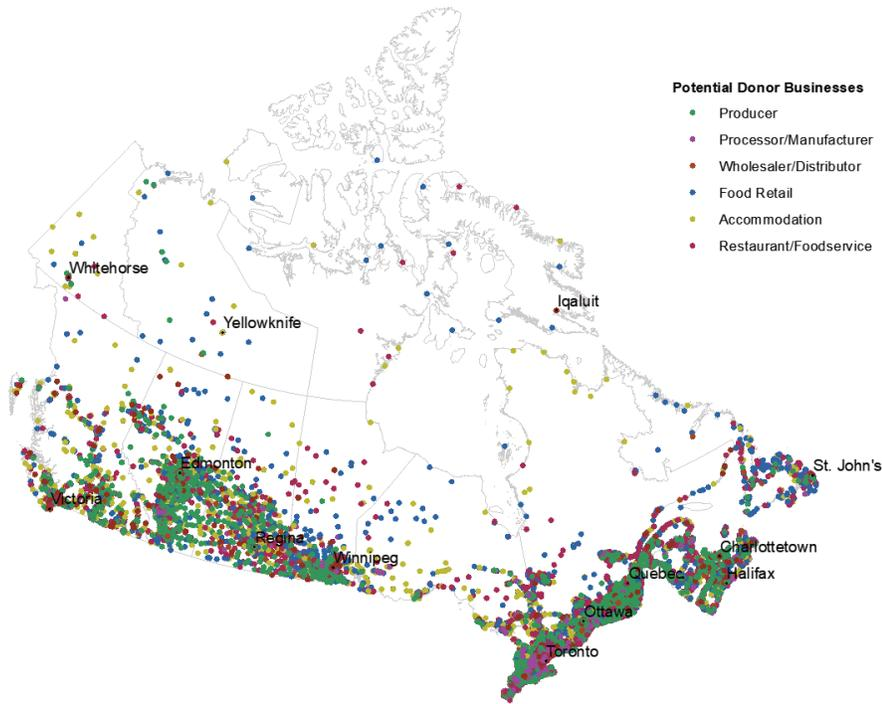 Potential Donor Businesses
Producer
Processor/Manufacturer
Wholesaler/Distributor
Food Retail
Accommodation
Restaurant/Foodservice
Whitehorse
Iqaluit
Yellowknife
Edmonton
St. John's
Victoria
Regina
Charlottetown
Winnipeg
Quebec
Halifax
Ottawa
Toronto